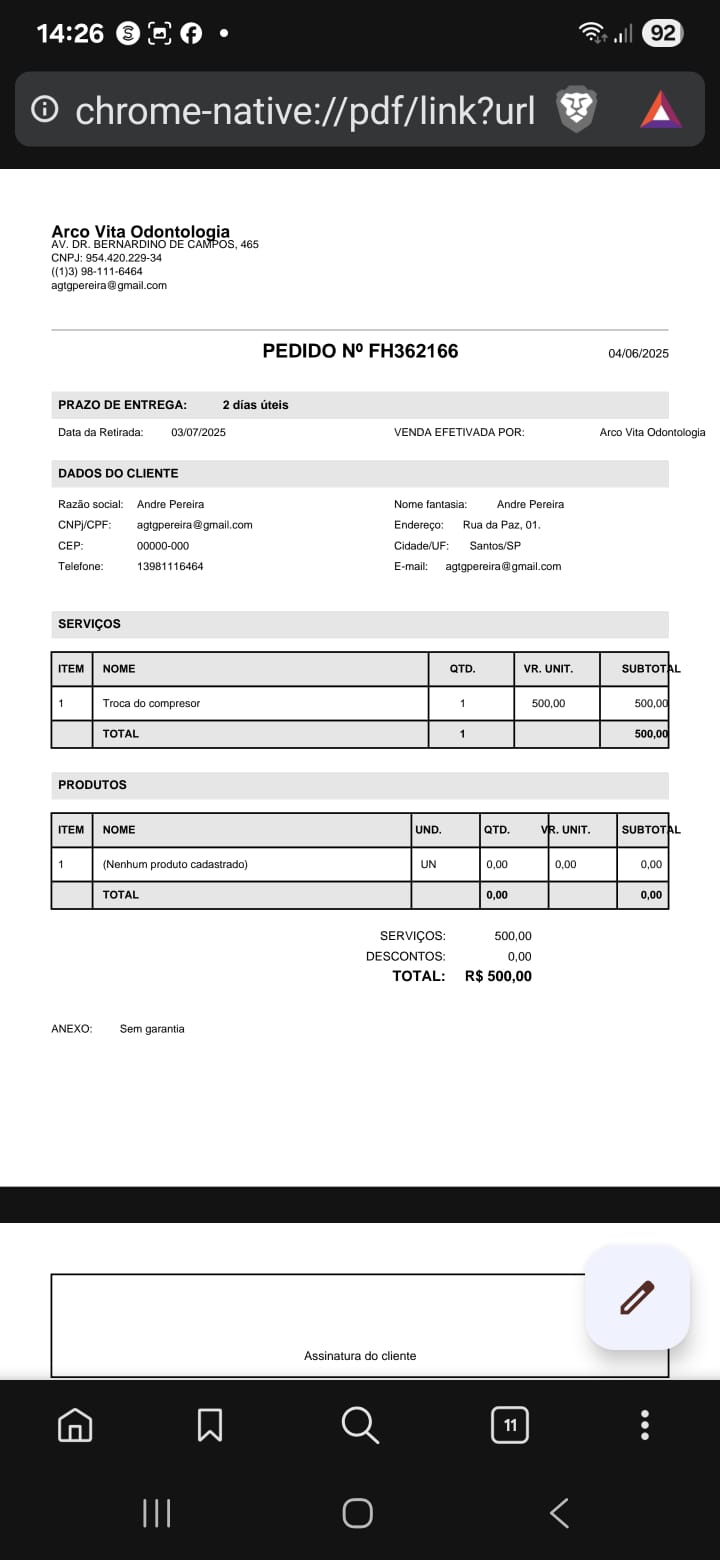 14:26
92
chrome-native://pdf/link?url
Arco Vita Odontologia
AV. DR. BERNARDINO DE CAMPOS, 465
CNPJ: 954.420.229-34
((1)3) 98-111-6464
agtgpereira@gmail.com
PEDIDO Nº FH362166 04/06/2025
PRAZO DE ENTREGA: 2 días úteis
Data da Retirada: 03/07/2025 VENDA EFETIVADA POR: Arco Vita Odontologia
DADOS DO CLIENTE
Razão social: Andre Pereira Nome fantasia: Andre Pereira
CNPj/CPF: agtgpereira@gmail.com Endereço: Rua da Paz, 01.
CEP: 00000-000 Cidade/UF: Santos/SP
Telefone: 13981116464 E-mail: agtgpereira@gmail.com
SERVIÇOS
ITEM NOME QTD. VR. UNIT. SUBTOTAL
1 Troca do compresor 1 500,00 500,00
TOTAL 1 500,00
PRODUTOS
ITEM NOME UND. QTD. VR. UNIT. SUBTOTAL
1 (Nenhum produto cadastrado) UN 0,00 0,00 0,00
TOTAL 0,00 0,00
SERVIÇOS: 500,00
DESCONTOS: 0,00
TOTAL: R$ 500,00
ANEXO: Sem garantia
Assinatura do cliente
11